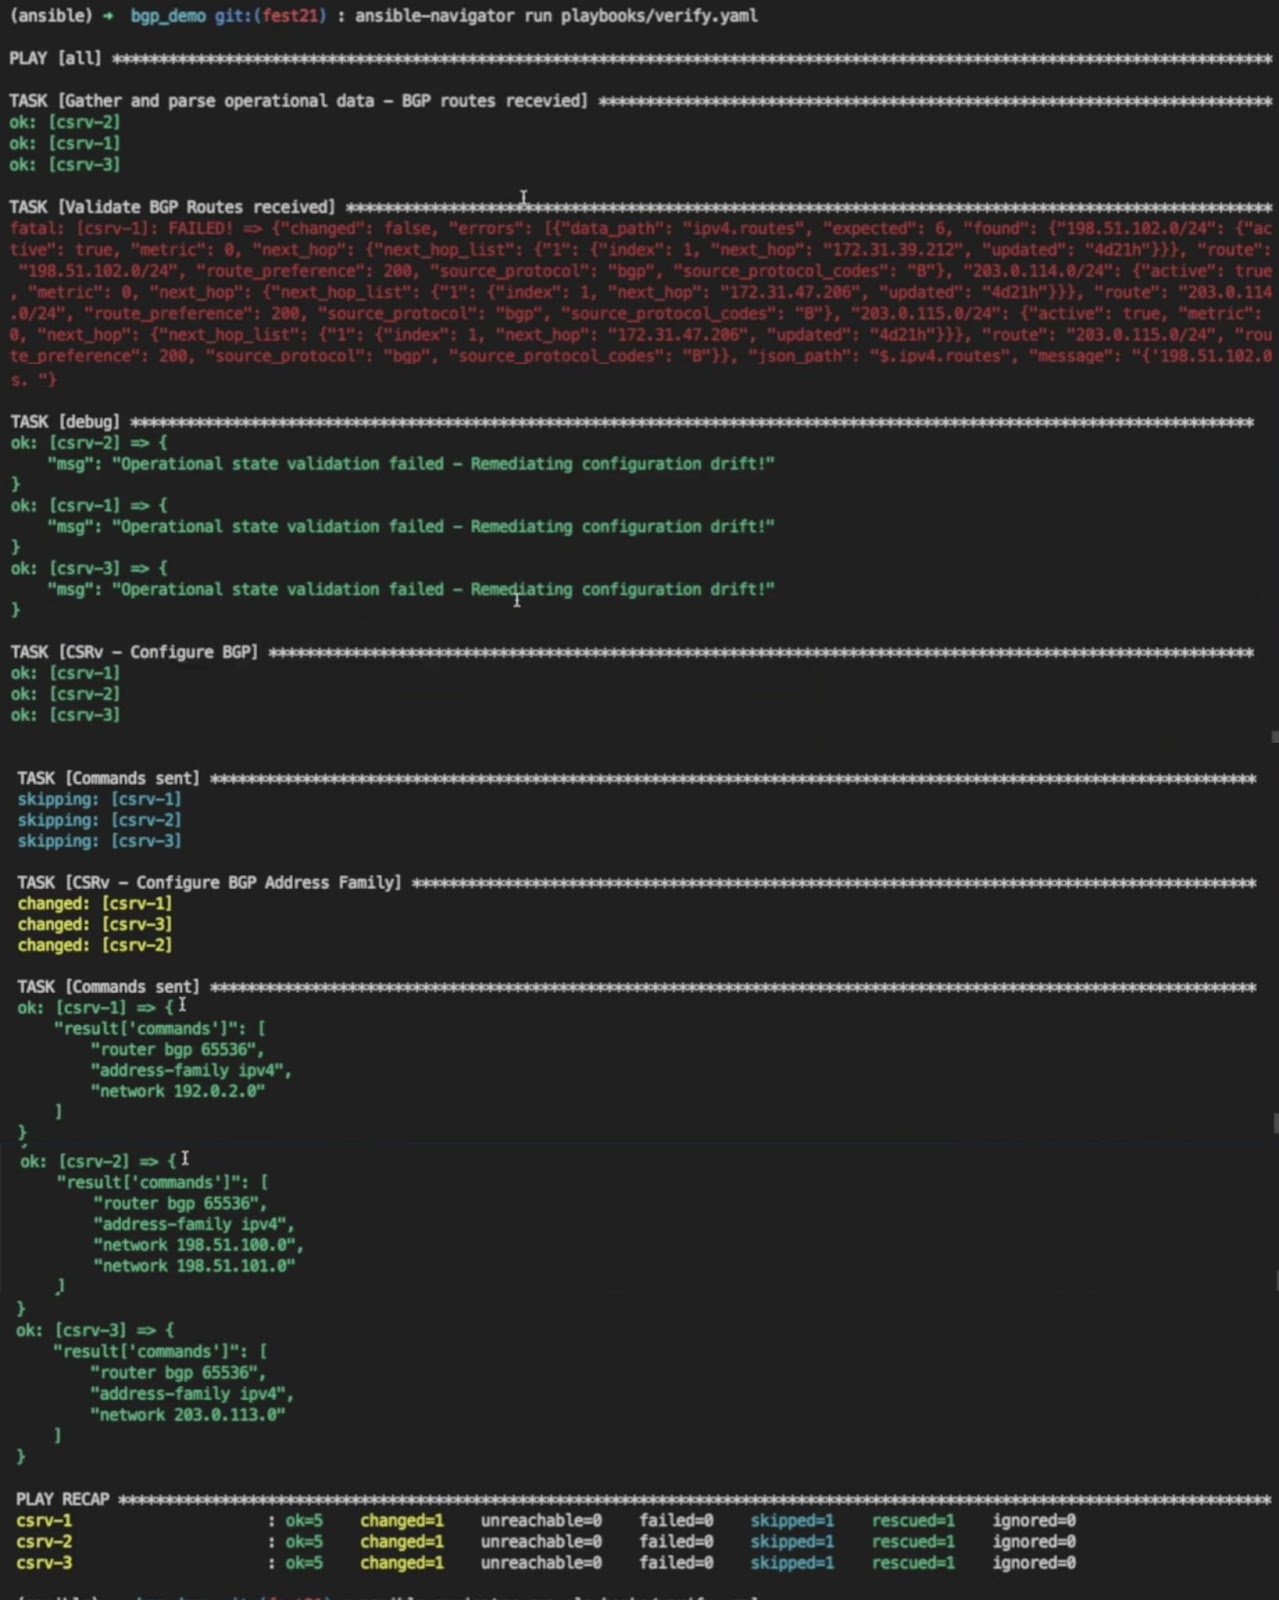 (ansible) ➜  bgp_demo git:(fest21) : ansible-navigator run playbooks/verify.yaml
PLAY [all] ****************************************************************
TASK [Gather and parse operational data – BGP routes recevied] ****************************************************************
ok: [csrv-2]
ok: [csrv-1]
ok: [csrv-3]
TASK [Validate BGP Routes received] ****************************************************************
fatal: [csrv-1]: FAILED! => {"changed": false, "errors": [{"data_path": "ipv4.routes", "expected": 6, "found": {"198.51.102.0/24": {"ac
tive": true, "metric": 0, "next_hop": {"next_hop_list": {"1": {"index": 1, "next_hop": "172.31.39.212", "updated": "4d21h"}}}, "route":
"198.51.102.0/24", "route_preference": 200, "source_protocol": "bgp", "source_protocol_codes": "B"}, "203.0.114.0/24": {"active": true
, "metric": 0, "next_hop": {"next_hop_list": {"1": {"index": 1, "next_hop": "172.31.47.206", "updated": "4d21h"}}}, "route": "203.0.114
.0/24", "route_preference": 200, "source_protocol": "bgp", "source_protocol_codes": "B"}, "203.0.115.0/24": {"active": true, "metric":
0, "next_hop": {"next_hop_list": {"1": {"index": 1, "next_hop": "172.31.47.206", "updated": "4d21h"}}}, "route": "203.0.115.0/24", "rou
te_preference": 200, "source_protocol": "bgp", "source_protocol_codes": "B"}}, "json_path": "$.ipv4.routes", "message": "{'198.51.102.0
s. "}
TASK [debug] ****************************************************************
ok: [csrv-2] => {
"msg": "Operational state validation failed – Remediating configuration drift!"
}
ok: [csrv-1] => {
"msg": "Operational state validation failed – Remediating configuration drift!"
}
ok: [csrv-3] => {
"msg": "Operational state validation failed – Remediating configuration drift!"
}
TASK [CSRv – Configure BGP] ****************************************************************
ok: [csrv-1]
ok: [csrv-2]
ok: [csrv-3]
TASK [Commands sent] ****************************************************************
skipping: [csrv-1]
skipping: [csrv-2]
skipping: [csrv-3]
TASK [CSRv – Configure BGP Address Family] ****************************************************************
changed: [csrv-1]
changed: [csrv-3]
changed: [csrv-2]
TASK [Commands sent] ****************************************************************
ok: [csrv-1] => {
"result['commands']": [
"router bgp 65536",
"address-family ipv4",
"network 192.0.2.0"
]
}
ok: [csrv-2] => {
"result['commands']": [
"router bgp 65536",
"address-family ipv4",
"network 198.51.100.0",
"network 198.51.101.0"
]
}
ok: [csrv-3] => {
"result['commands']": [
"router bgp 65536",
"address-family ipv4",
"network 203.0.113.0"
]
}
PLAY RECAP ****************************************************************
csrv-1 : ok=5 changed=1 unreachable=0 failed=0 skipped=1 rescued=1 ignored=0
csrv-2 : ok=5 changed=1 unreachable=0 failed=0 skipped=1 rescued=1 ignored=0
csrv-3 : ok=5 changed=1 unreachable=0 failed=0 skipped=1 rescued=1 ignored=0